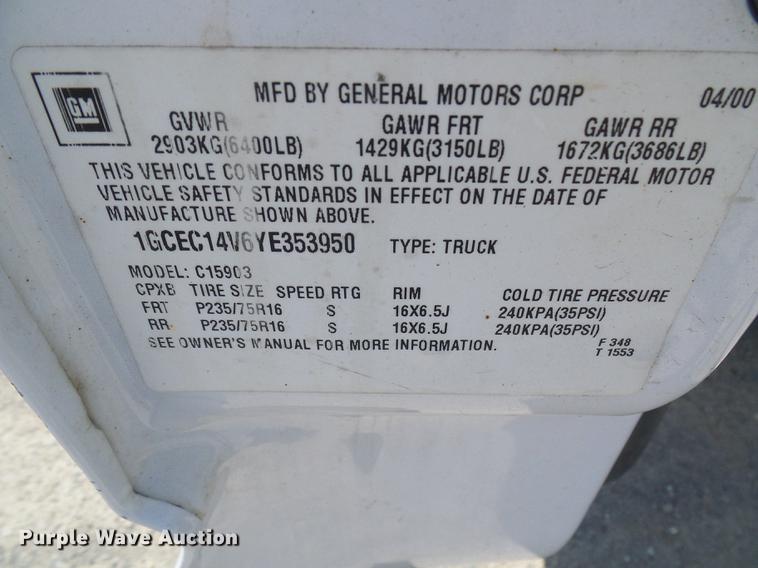 GM
MFD BY GENERAL MOTORS CORP 04/00
GVWR GAWR FRT GAWR RR
2903KG(6400LB) 1429KG(3150LB) 1672KG(3686LB)
THIS VEHICLE CONFORMS TO ALL APPLICABLE U.S. FEDERAL MOTOR
VEHICLE SAFETY STANDARDS IN EFFECT ON THE DATE OF
MANUFACTURE SHOWN ABOVE.
1GCEC14V6YE353950 TYPE: TRUCK
MODEL: C15903
CPXB TIRE SIZE SPEED RTG RIM COLD TIRE PRESSURE
FRT P235/75R16 S 16X6.5J 240KPA(35PSI)
RR P235/75R16 S 16X6.5J 240KPA(35PSI)
SEE OWNER'S MANUAL FOR MORE INFORMATION. F 348
T 1553
Purple Wave Auction